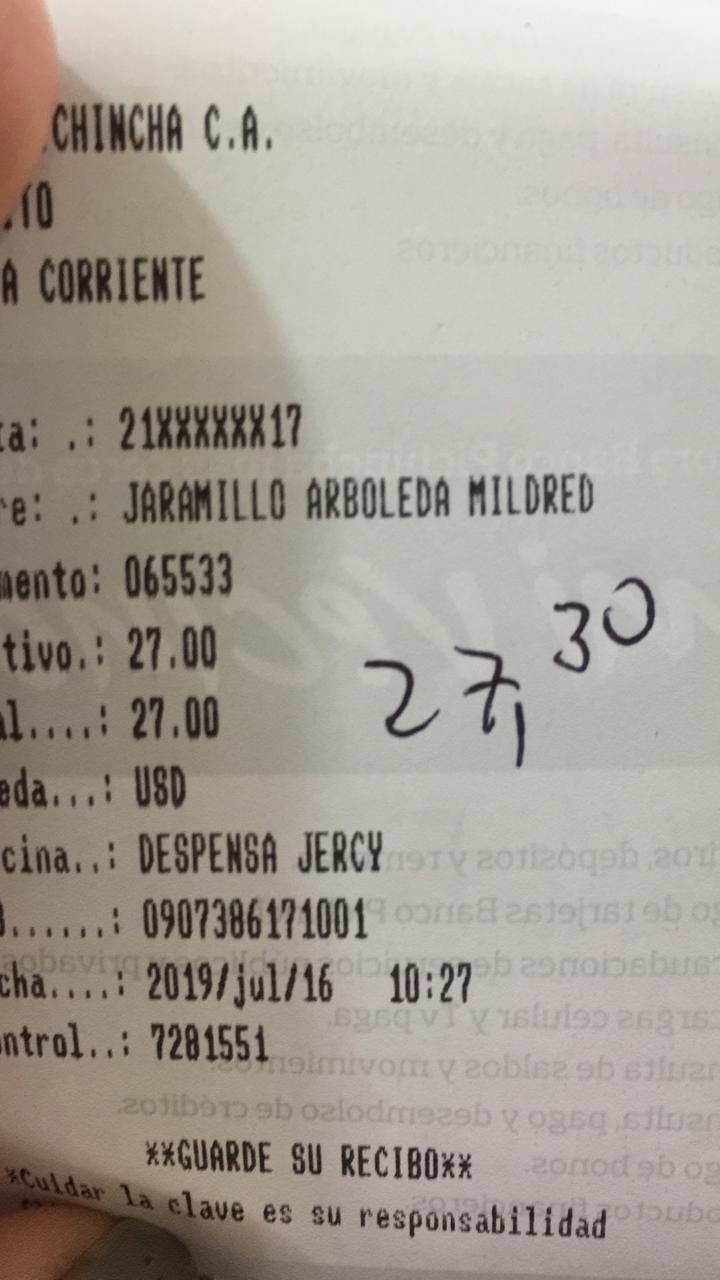 CHINCHA C.A.
TO
A CORRIENTE
ta: .: 21XXXXXX17
re: .: JARAMILLO ARBOLEDA MILDRED
mento: 065533
tivo.: 27.00
al....: 27.00
27,30
eda...: USD
cina..: DESPENSA JERCY
......: 0907386171001
cha....: 2019/jul/16 10:27
ntrol..: 7281551
**GUARDE SU RECIBO**
*Cuidar la clave es su responsabilidad